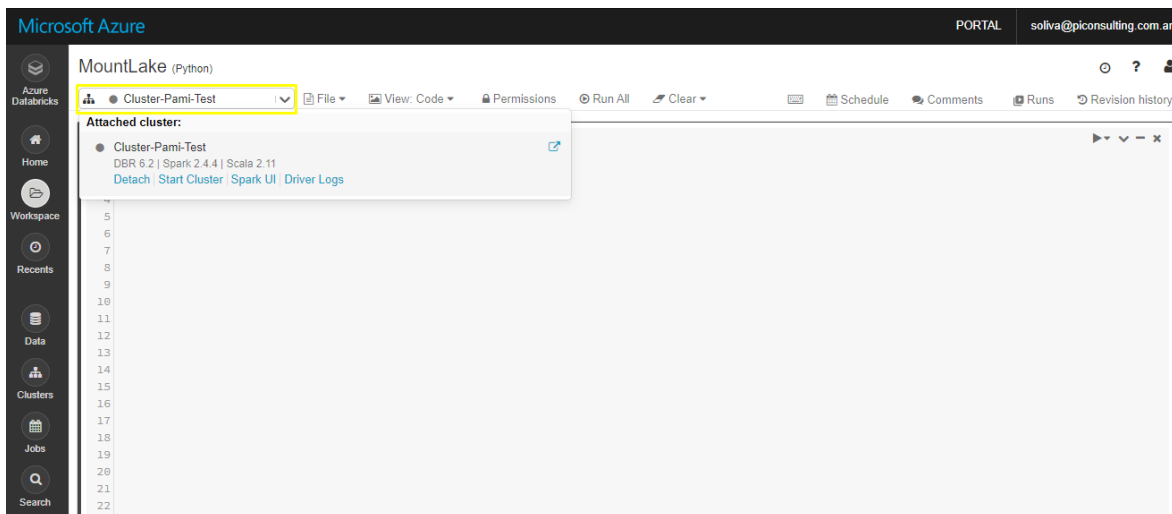 Microsoft Azure
PORTAL
soliva@piconsulting.com.ar
Azure
Databricks
Home
Workspace
Recents
Data
Clusters
Jobs
Search
MountLake (Python)
?
Cluster-Pami-Test
File
View: Code
Permissions
Run All
Clear
Schedule
Comments
Runs
Revision history
Attached cluster:
Cluster-Pami-Test
DBR 6.2 | Spark 2.4.4 | Scala 2.11
Detach | Start Cluster | Spark UI | Driver Logs
5
6
7
8
9
10
11
12
13
14
15
16
17
18
19
20
21
22